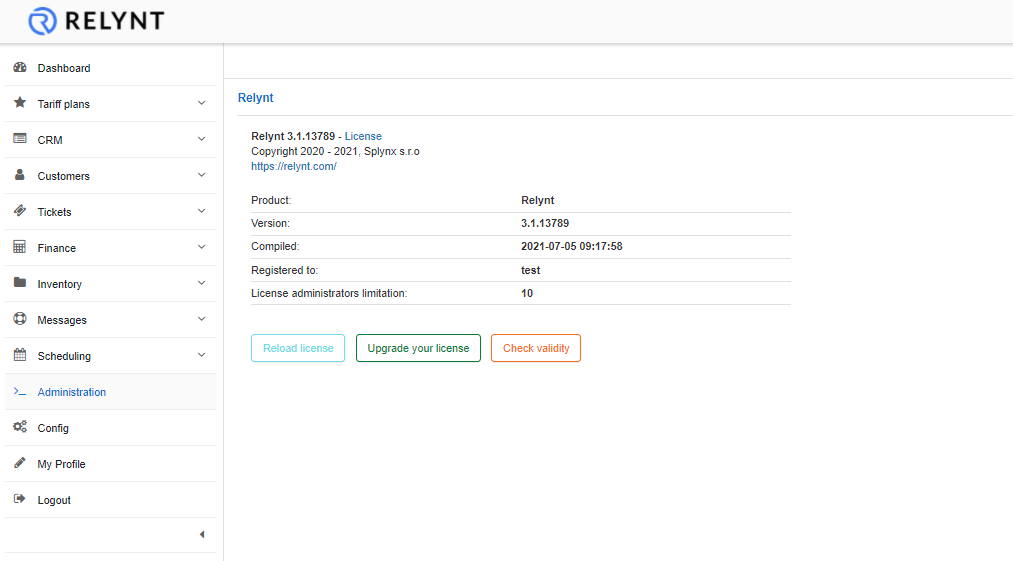 RELYNT
Dashboard
Tariff plans
CRM
Customers
Tickets
Finance
Inventory
Messages
Scheduling
Administration
Config
My Profile
Logout
Relynt
Relynt 3.1.13789 - License
Copyright 2020 - 2021, Splynx s.r.o
https://relynt.com/
Product: Relynt
Version: 3.1.13789
Compiled: 2021-07-05 09:17:58
Registered to: test
License administrators limitation: 10
Reload license Upgrade your license Check validity